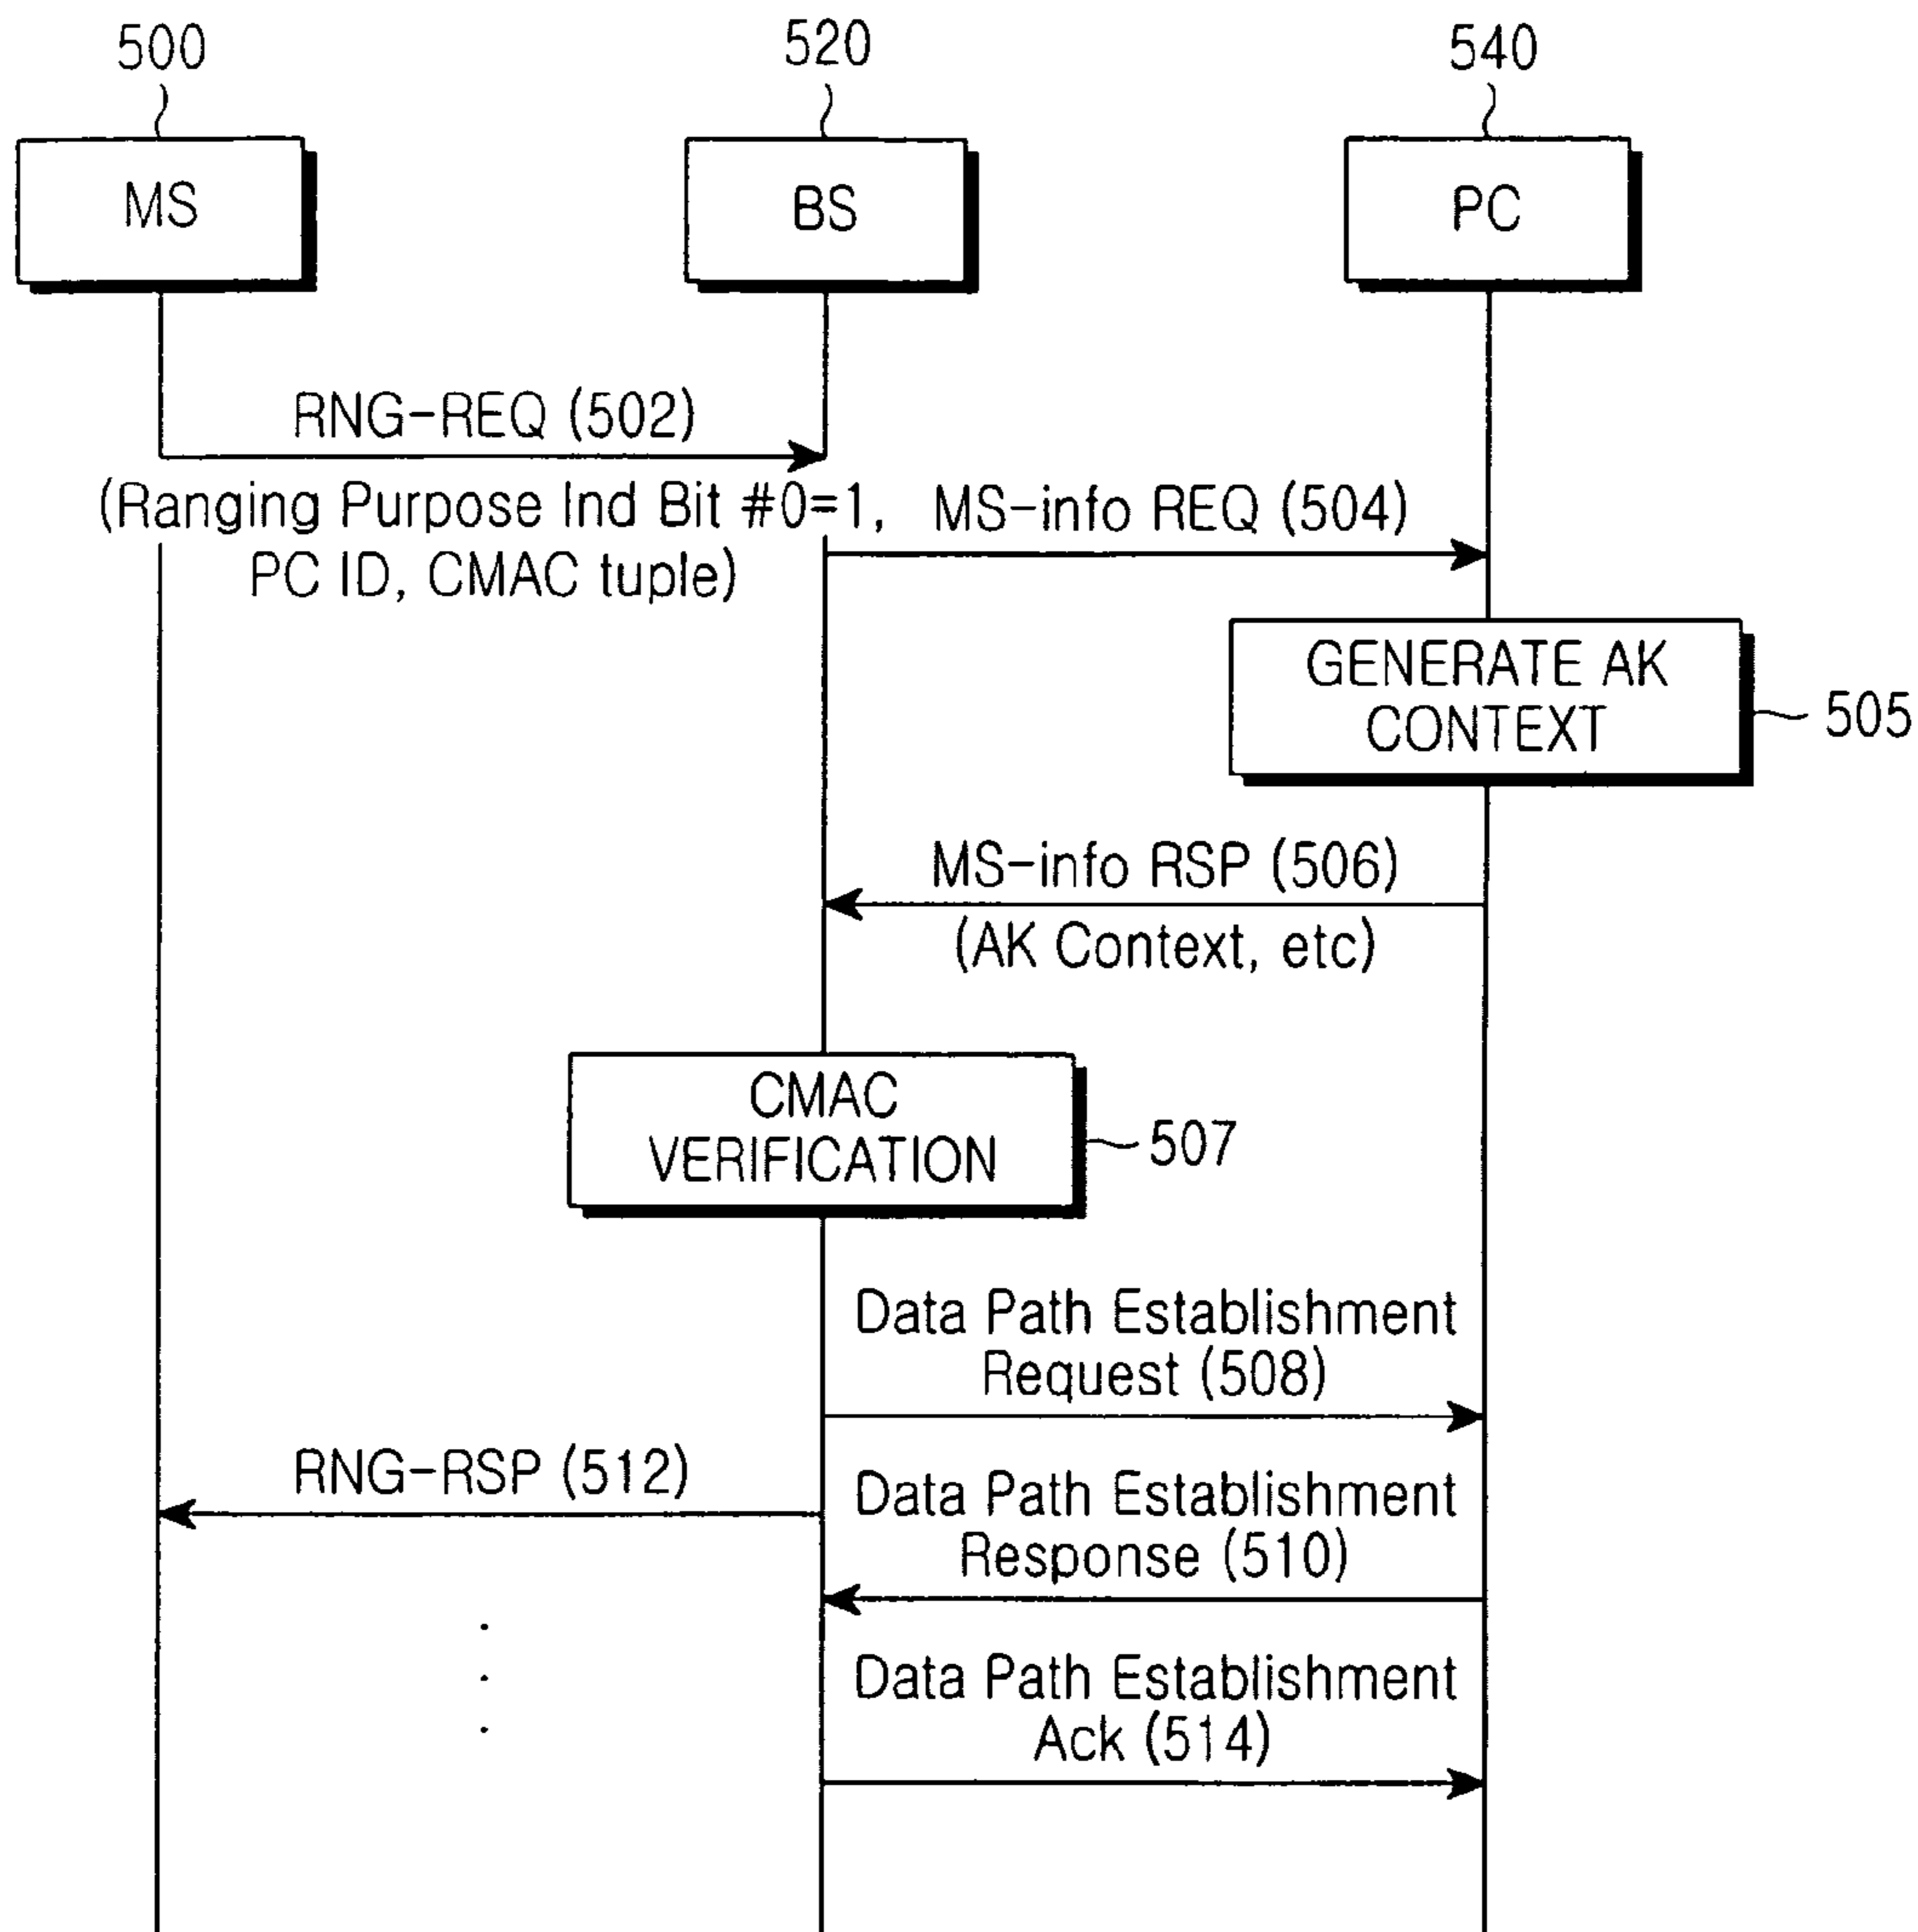 500
520
540
MS
BS
PC
RNG-REQ (502)
(Ranging Purpose Ind Bit #0=1,
PC ID, CMAC tuple)
MS-info REQ (504)
GENERATE AK
CONTEXT
505
MS-info RSP (506)
(AK Context, etc)
CMAC
VERIFICATION
507
Data Path Establishment
Request (508)
RNG-RSP (512)
Data Path Establishment
Response (510)
Data Path Establishment
Ack (514)